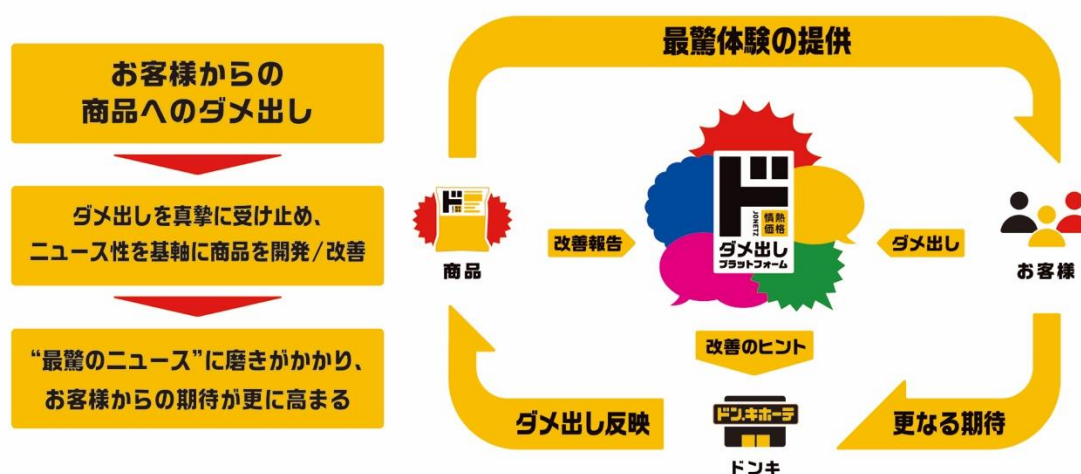 お客様からの
商品へのダメ出し
ダメ出しを真摯に受け止め、
ニュース性を基軸に商品を開発/改善
“最驚のニュース”に磨きがかかり、
お客様からの期待が更に高まる
最驚体験の提供
ド
JONETZ
情熱
価格
ダメ出し
プラットフォーム
ド
商品
改善報告
ダメ出し
お客様
改善のヒント
ダメ出し反映
ドン.キホーテ
ドンキ
更なる期待